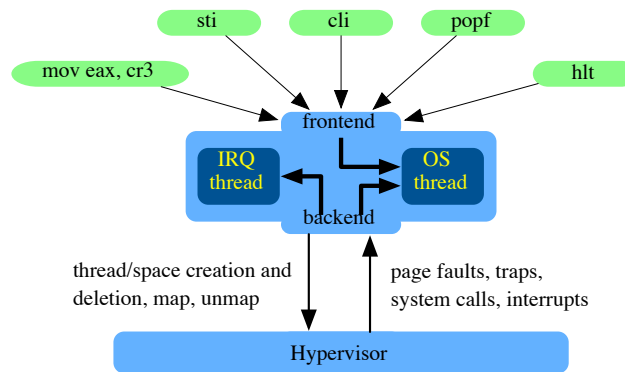 sti
cli
popf
mov eax, cr3
hlt
frontend
IRQ
thread
OS
thread
backend
thread/space creation and
deletion, map, unmap
page faults, traps,
system calls, interrupts
Hypervisor